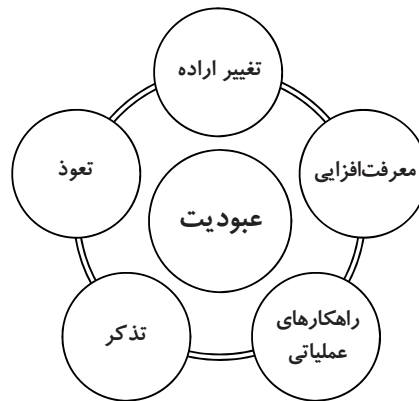 تغییر اراده
معرفت‌افزایی
تعوذ
عبودیت
راهکارهای
عملیاتی
تذکر